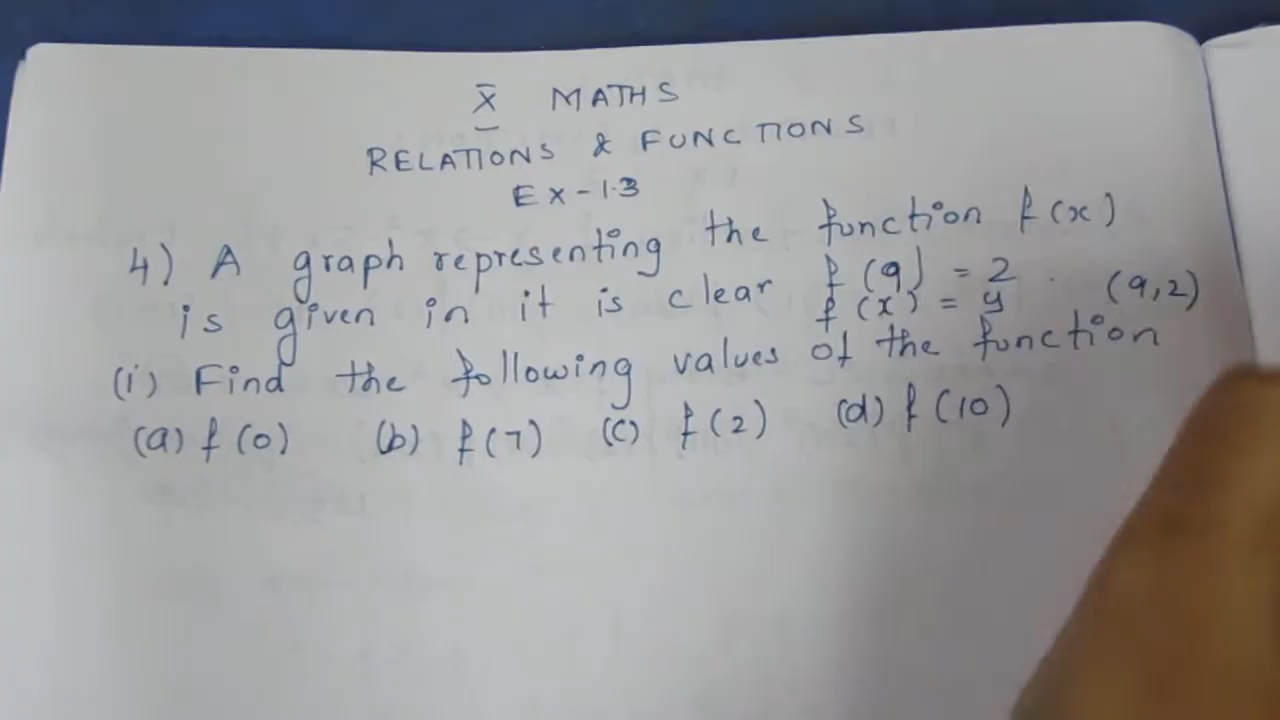 X MATHS
RELATIONS & FUNCTIONS
EX-1.3
4) A graph representing the function f(x)
is given in it is clear f(9) = 2.
f(x) = y (9,2)
(i) Find the following values of the function
(a) f(0) (b) f(7) (c) f(2) (d) f(10)